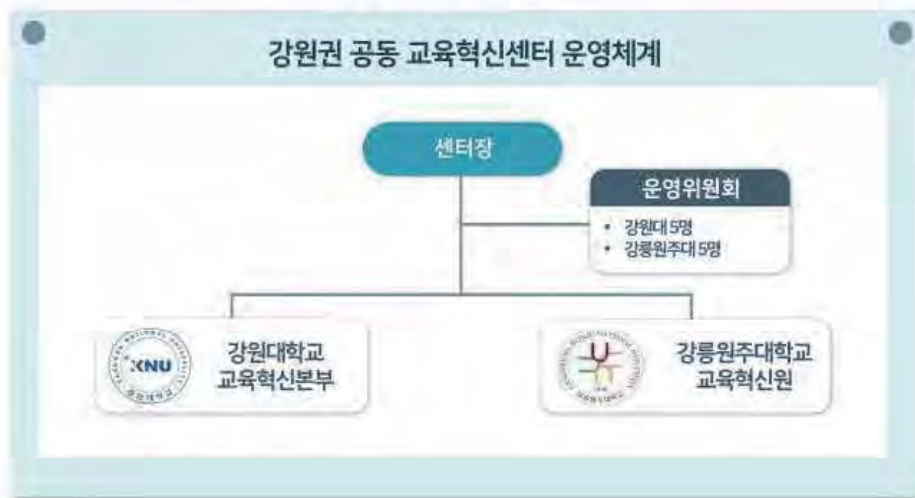 강원권 공동 교육혁신센터 운영체계
센터장
운영위원회
• 강원대 5명
• 강릉원주대 5명
KNU
강원대학교
교육혁신본부
강릉원주대학교
교육혁신원